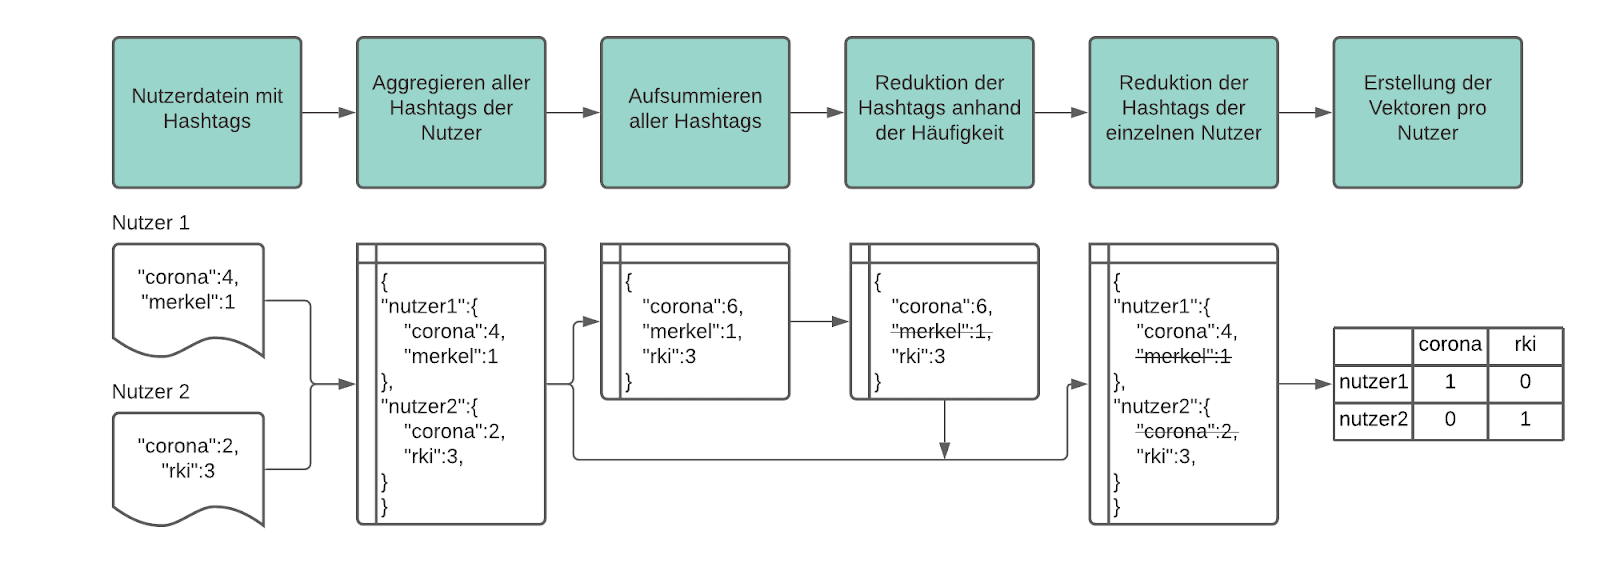 Nutzerdatein mit
Hashtags
Aggregieren aller
Hashtags der
Nutzer
Aufsummieren
aller Hashtags
Reduktion der
Hashtags anhand
der Häufigkeit
Reduktion der
Hashtags der
einzelnen Nutzer
Erstellung der
Vektoren pro
Nutzer
Nutzer 1
"corona":4,
"merkel":1
Nutzer 2
"corona":2,
"rki":3
{
"nutzer1":{
"corona":4,
"merkel":1
},
"nutzer2":{
"corona":2,
"rki":3,
}
}
{
"corona":6,
"merkel":1,
"rki":3
}
{
"corona":6,
"merkel":1,
"rki":3
}
{
"nutzer1":{
"corona":4,
"merkel":1
},
"nutzer2":{
"corona":2,
"rki":3,
}
}
corona rki
nutzer1 1 0
nutzer2 0 1